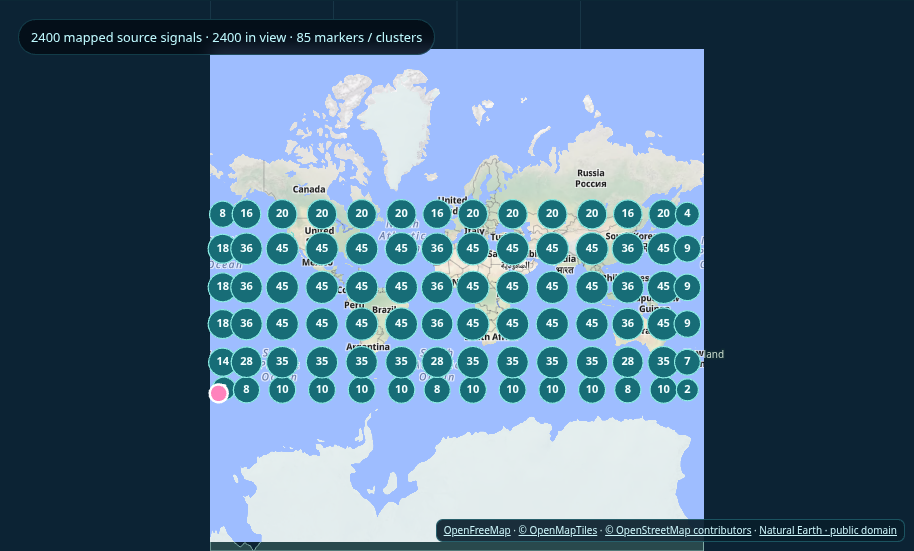 2400 mapped source signals · 2400 in view · 85 markers / clusters
Russia
Россия
Canada
8 16 20 20 20 20 16 20 20 20 20 16 20 4
United
Italy
18 36 45 45 45 45 36 45 45 45 45 36 45 9
Ocean
भारत
18 36 45 45 45 45 36 45 45 45 45 36 45 9
Peru
Brazil
18 36 45 45 45 45 36 45 45 45 45 36 45 9
Argentina
14 28 35 35 35 35 28 35 35 35 35 28 35 7
8 10 10 10 10 8 10 10 10 10 8 10 2
OpenFreeMap · © OpenMapTiles · © OpenStreetMap contributors · Natural Earth - public domain